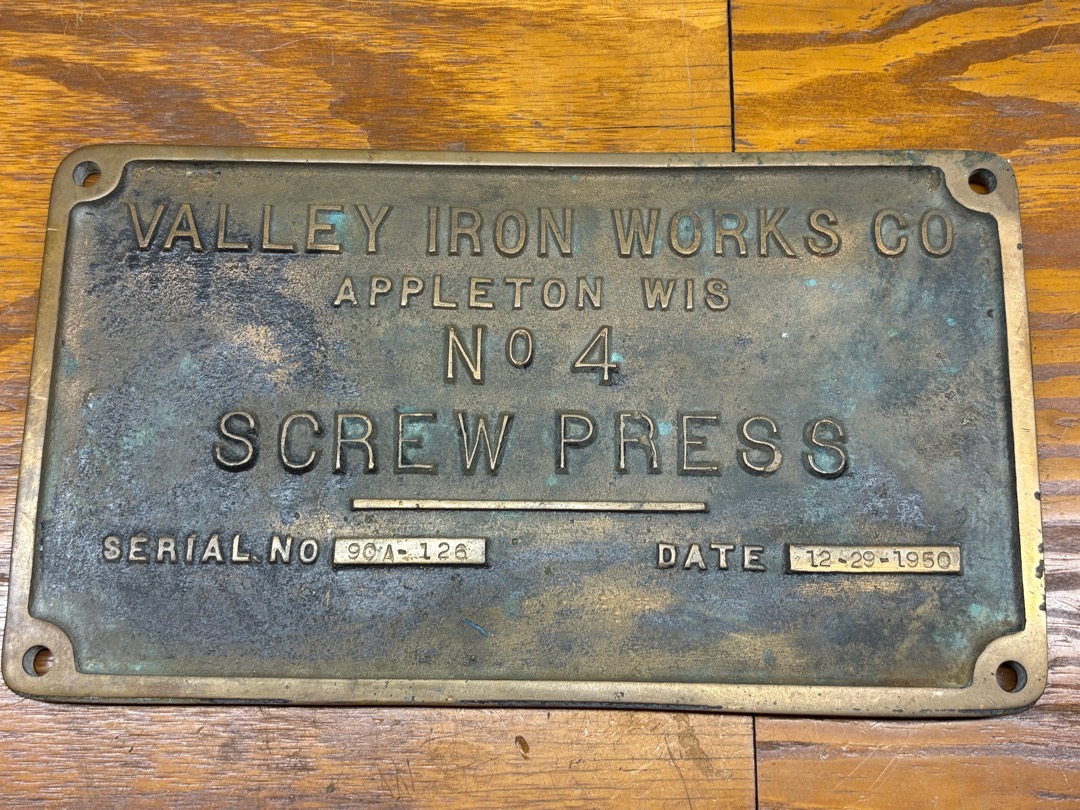 VALLEY IRON WORKS CO
APPLETON WIS
No 4
SCREW PRESS
SERIAL NO 90A-126 DATE 12-29-1950